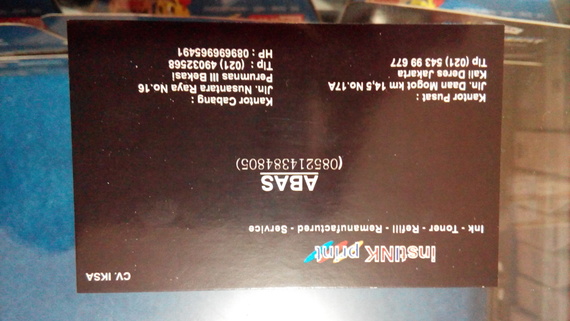 CV. IKSA
InstiNK print
Ink - Toner - Refill - Remanufactured - Service
ABAS
(085214384805)
Kantor Pusat :
Jln. Daan Mogot km 14,5 No.17A
Kali Deres Jakarta
Tlp (021) 543 99 677
Kantor Cabang :
Jln. Nusantara Raya No.16
Perumnas III Bekasi
Tlp : (021) 49032568
HP : 089696965491